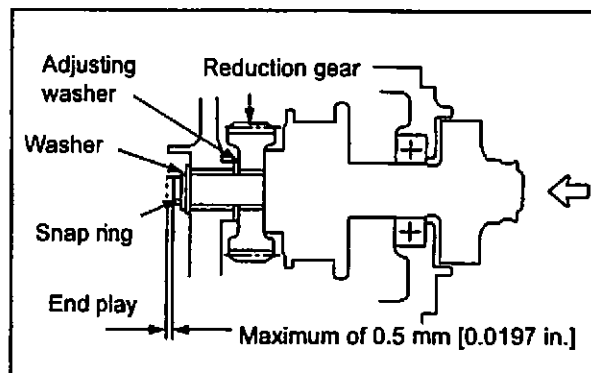 Adjusting
washer
Reduction gear
Washer
Snap ring
End play
Maximum of 0.5 mm [0.0197 in.]